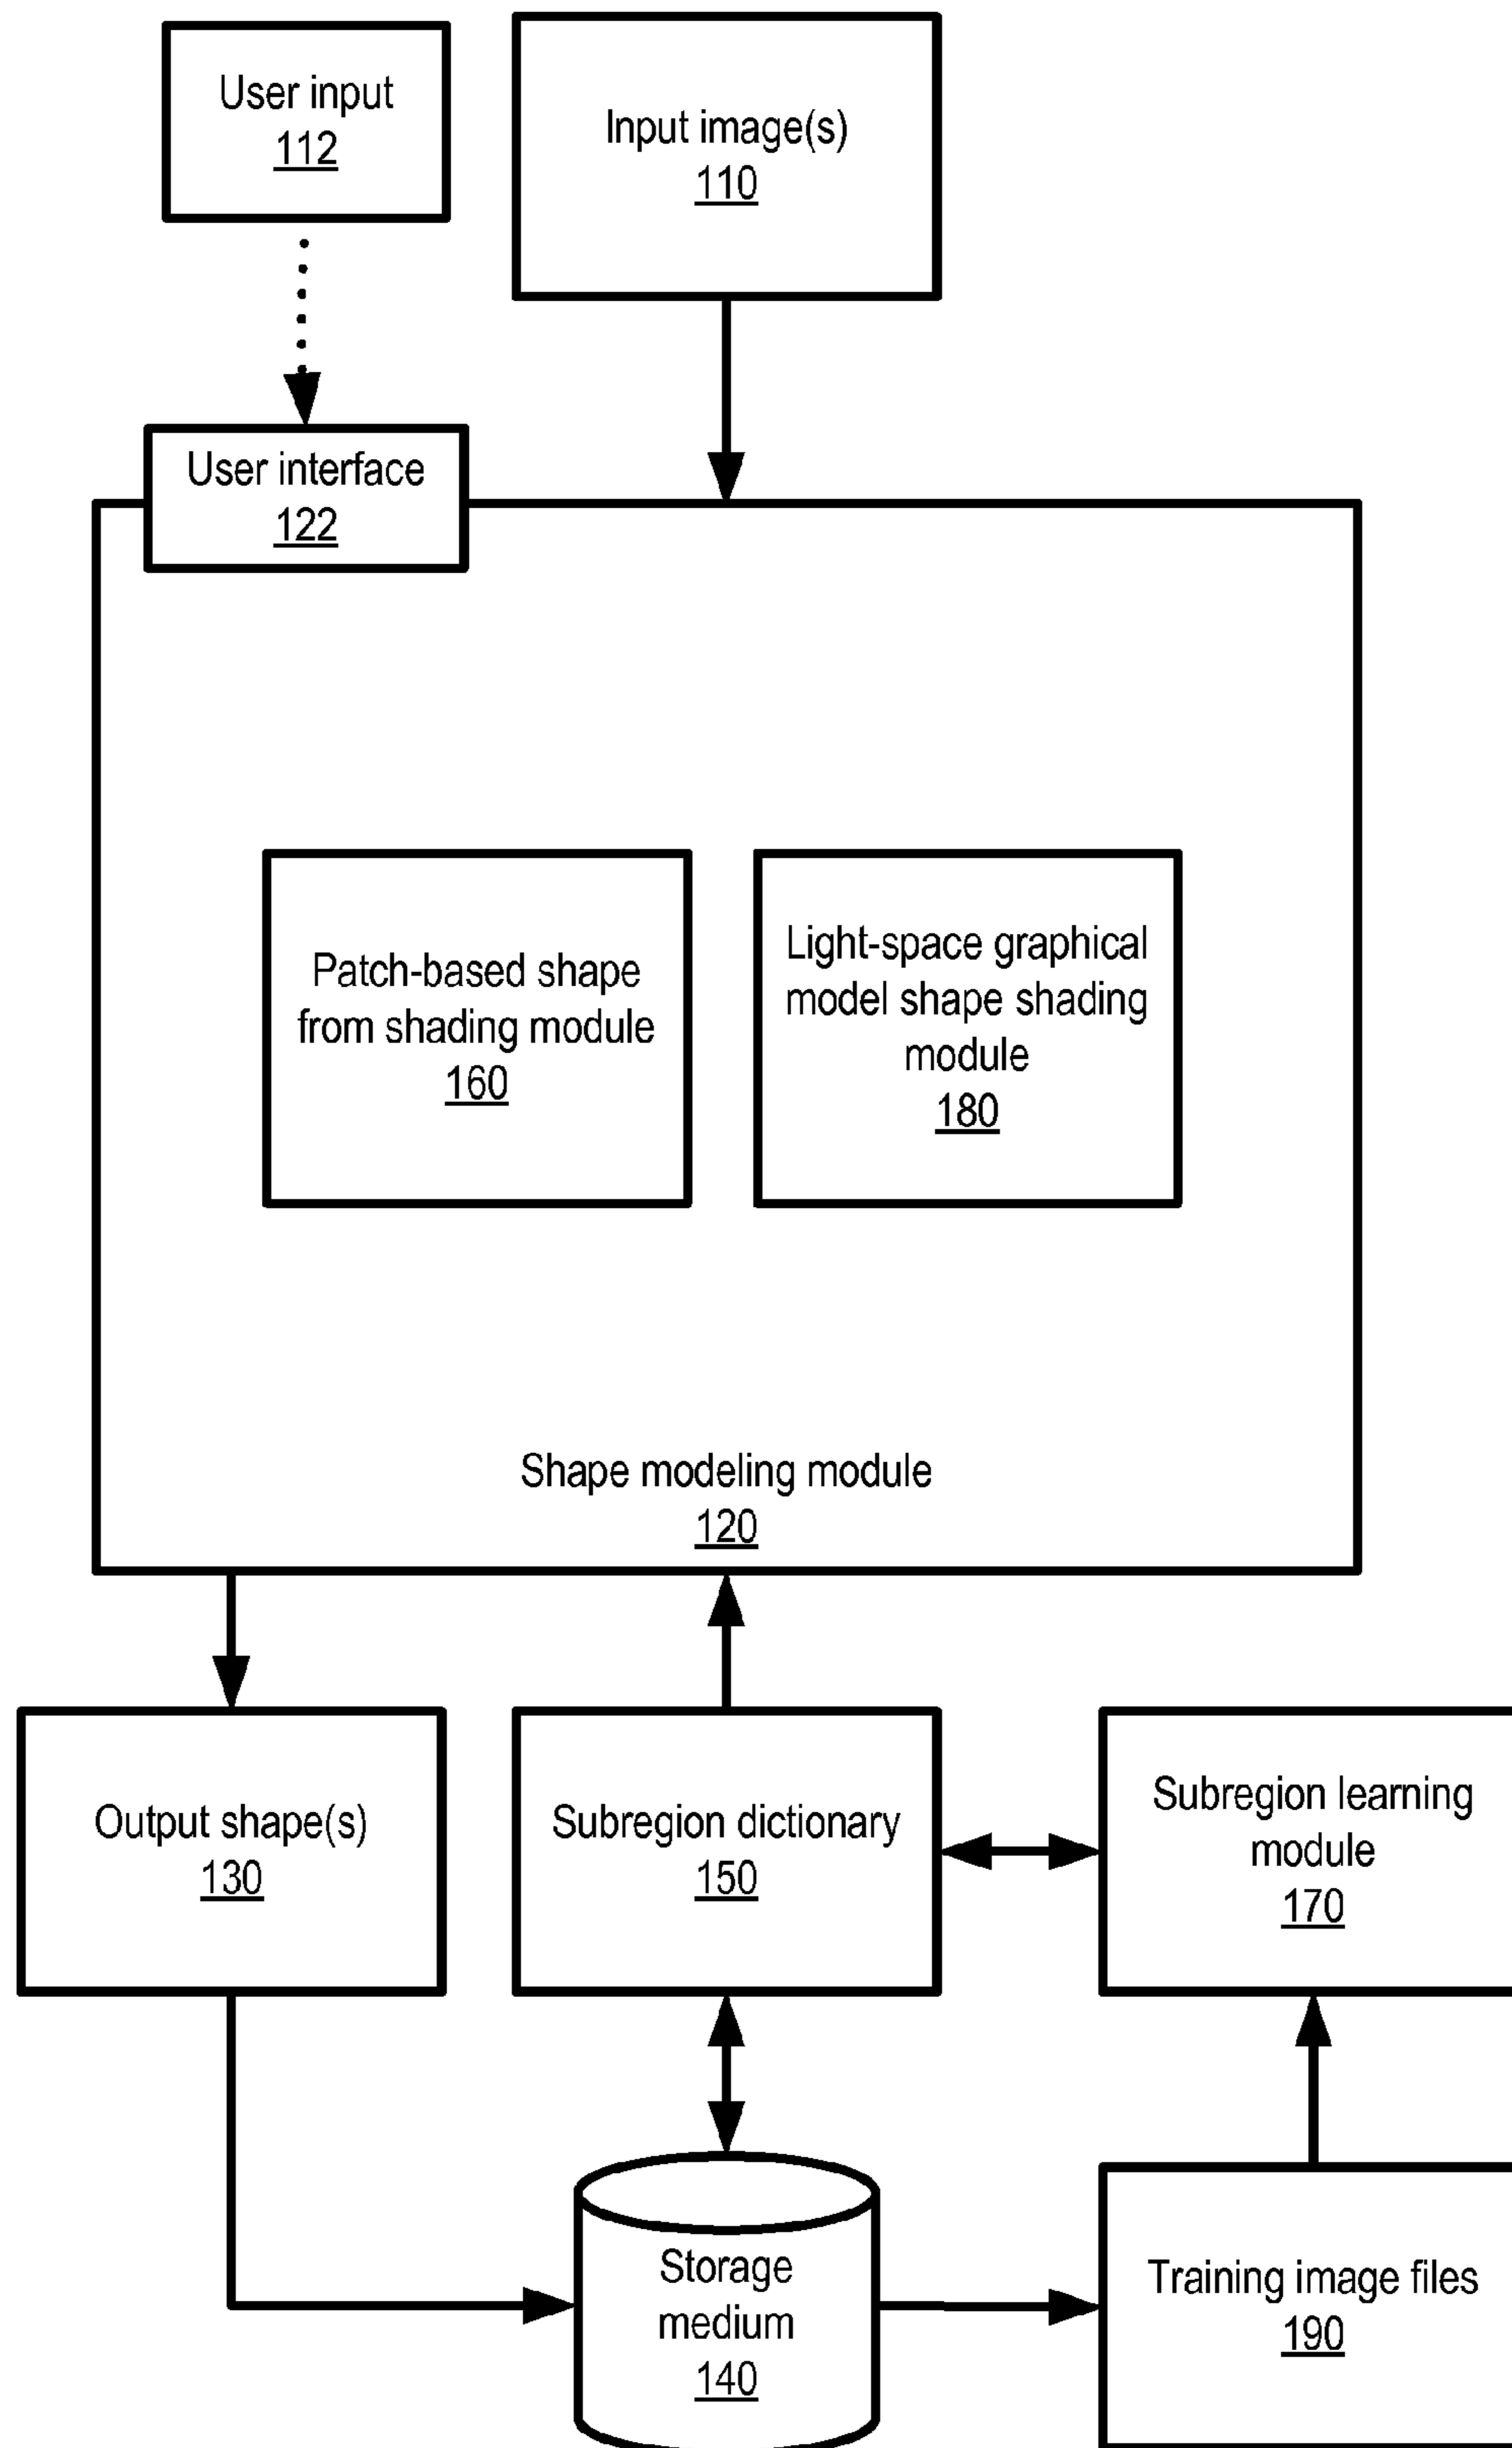 User input
112
Input image(s)
110
User interface
122
Patch-based shape
from shading module
160
Light-space graphical
model shape shading
module
180
Shape modeling module
120
Output shape(s)
130
Subregion dictionary
150
Subregion learning
module
170
Storage
medium
140
Training image files
190